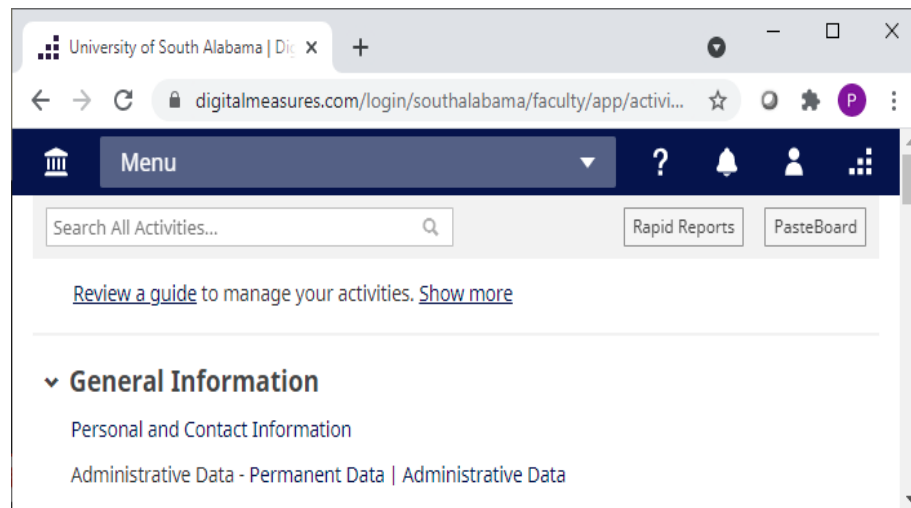 University of South Alabama | Dig
digitalmeasures.com/login/southalabama/faculty/app/activi...
P
Menu
?
Search All Activities...
Rapid Reports
PasteBoard
Review a guide to manage your activities. Show more
General Information
Personal and Contact Information
Administrative Data - Permanent Data | Administrative Data